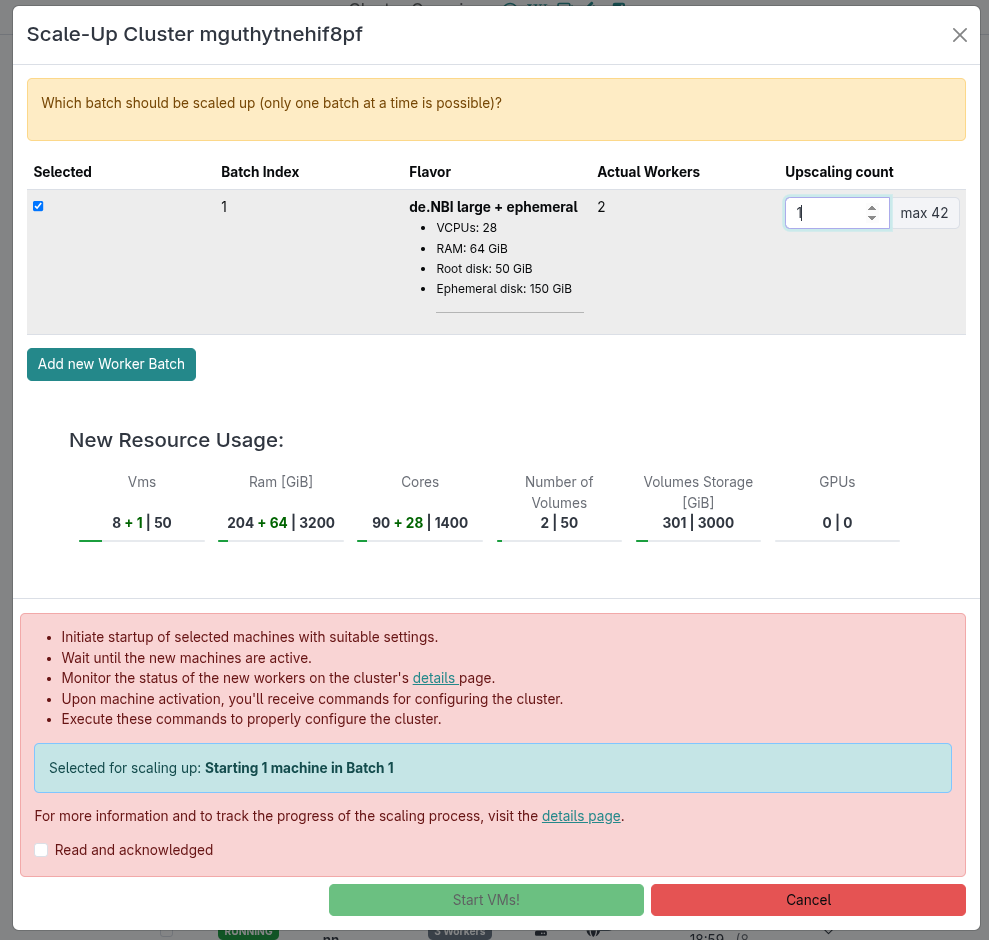 Scale-Up Cluster mguthytnehif8pf
Which batch should be scaled up (only one batch at a time is possible)?
Selected Batch Index Flavor Actual Workers Upscaling count
1 de.NBI large + ephemeral 2 1 max 42
VCPUs: 28
RAM: 64 GiB
Root disk: 50 GiB
Ephemeral disk: 150 GiB
Add new Worker Batch
New Resource Usage:
Vms Ram [GiB] Cores Number of Volumes Volumes Storage [GiB] GPUs
8 + 1 | 50 204 + 64 | 3200 90 + 28 | 1400 2 | 50 301 | 3000 0 | 0
Initiate startup of selected machines with suitable settings.
Wait until the new machines are active.
Monitor the status of the new workers on the cluster's details page.
Upon machine activation, you'll receive commands for configuring the cluster.
Execute these commands to properly configure the cluster.
Selected for scaling up: Starting 1 machine in Batch 1
For more information and to track the progress of the scaling process, visit the details page.
Read and acknowledged
Start VMs! Cancel
RUNNING 3 Workers